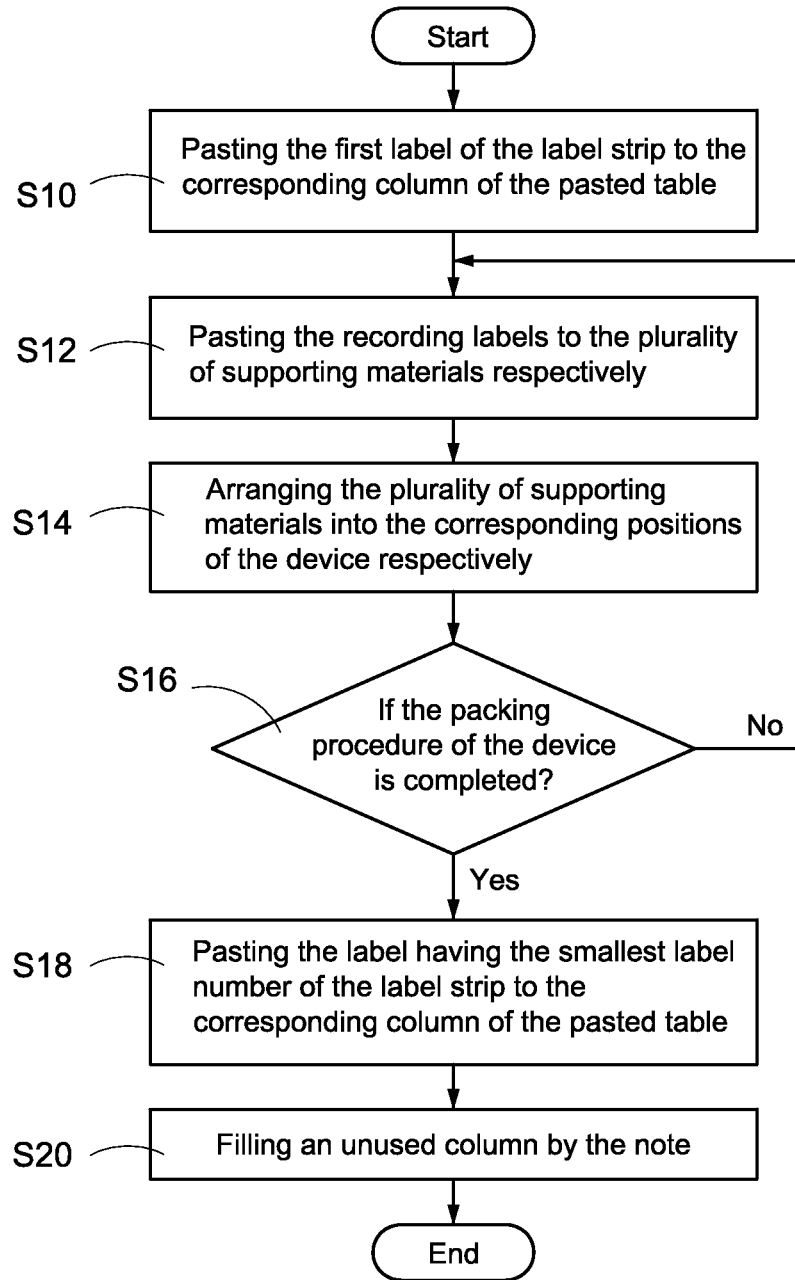 Start
Pasting the first label of the label strip to the
corresponding column of the pasted table
S10
Pasting the recording labels to the plurality
of supporting materials respectively
S12
Arranging the plurality of supporting
materials into the corresponding positions
of the device respectively
S14
S16
If the packing
procedure of the device
is completed?
No
Yes
Pasting the label having the smallest label
number of the label strip to the
corresponding column of the pasted table
S18
Filling an unused column by the note
S20
End